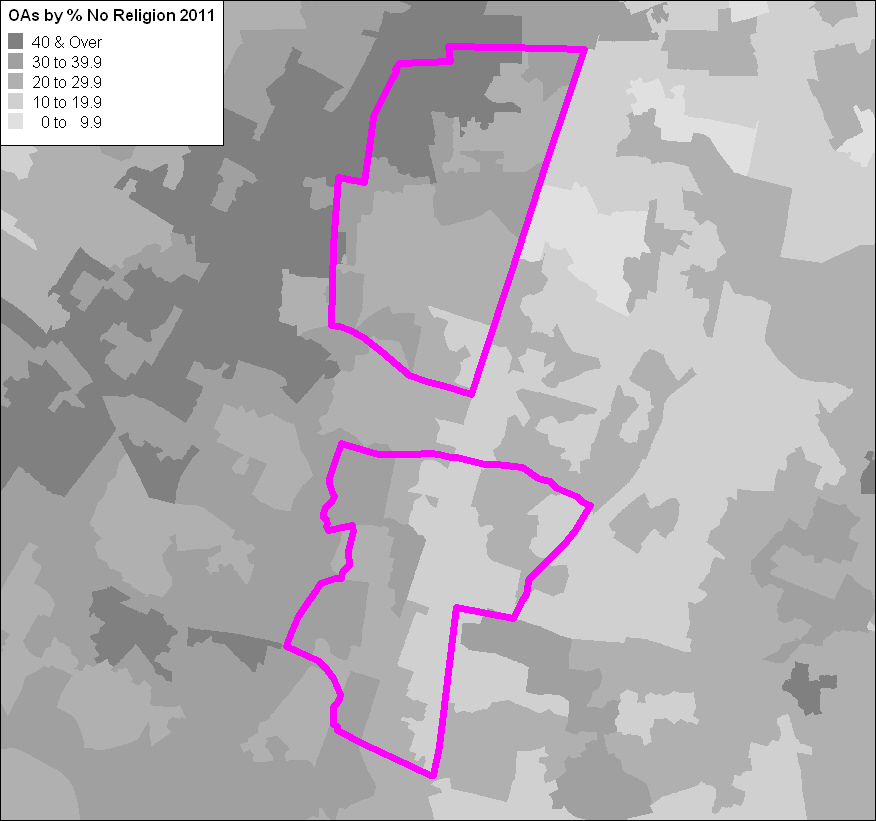 OAs by % No Religion 2011
40 & Over
30 to 39.9
20 to 29.9
10 to 19.9
0 to 9.9